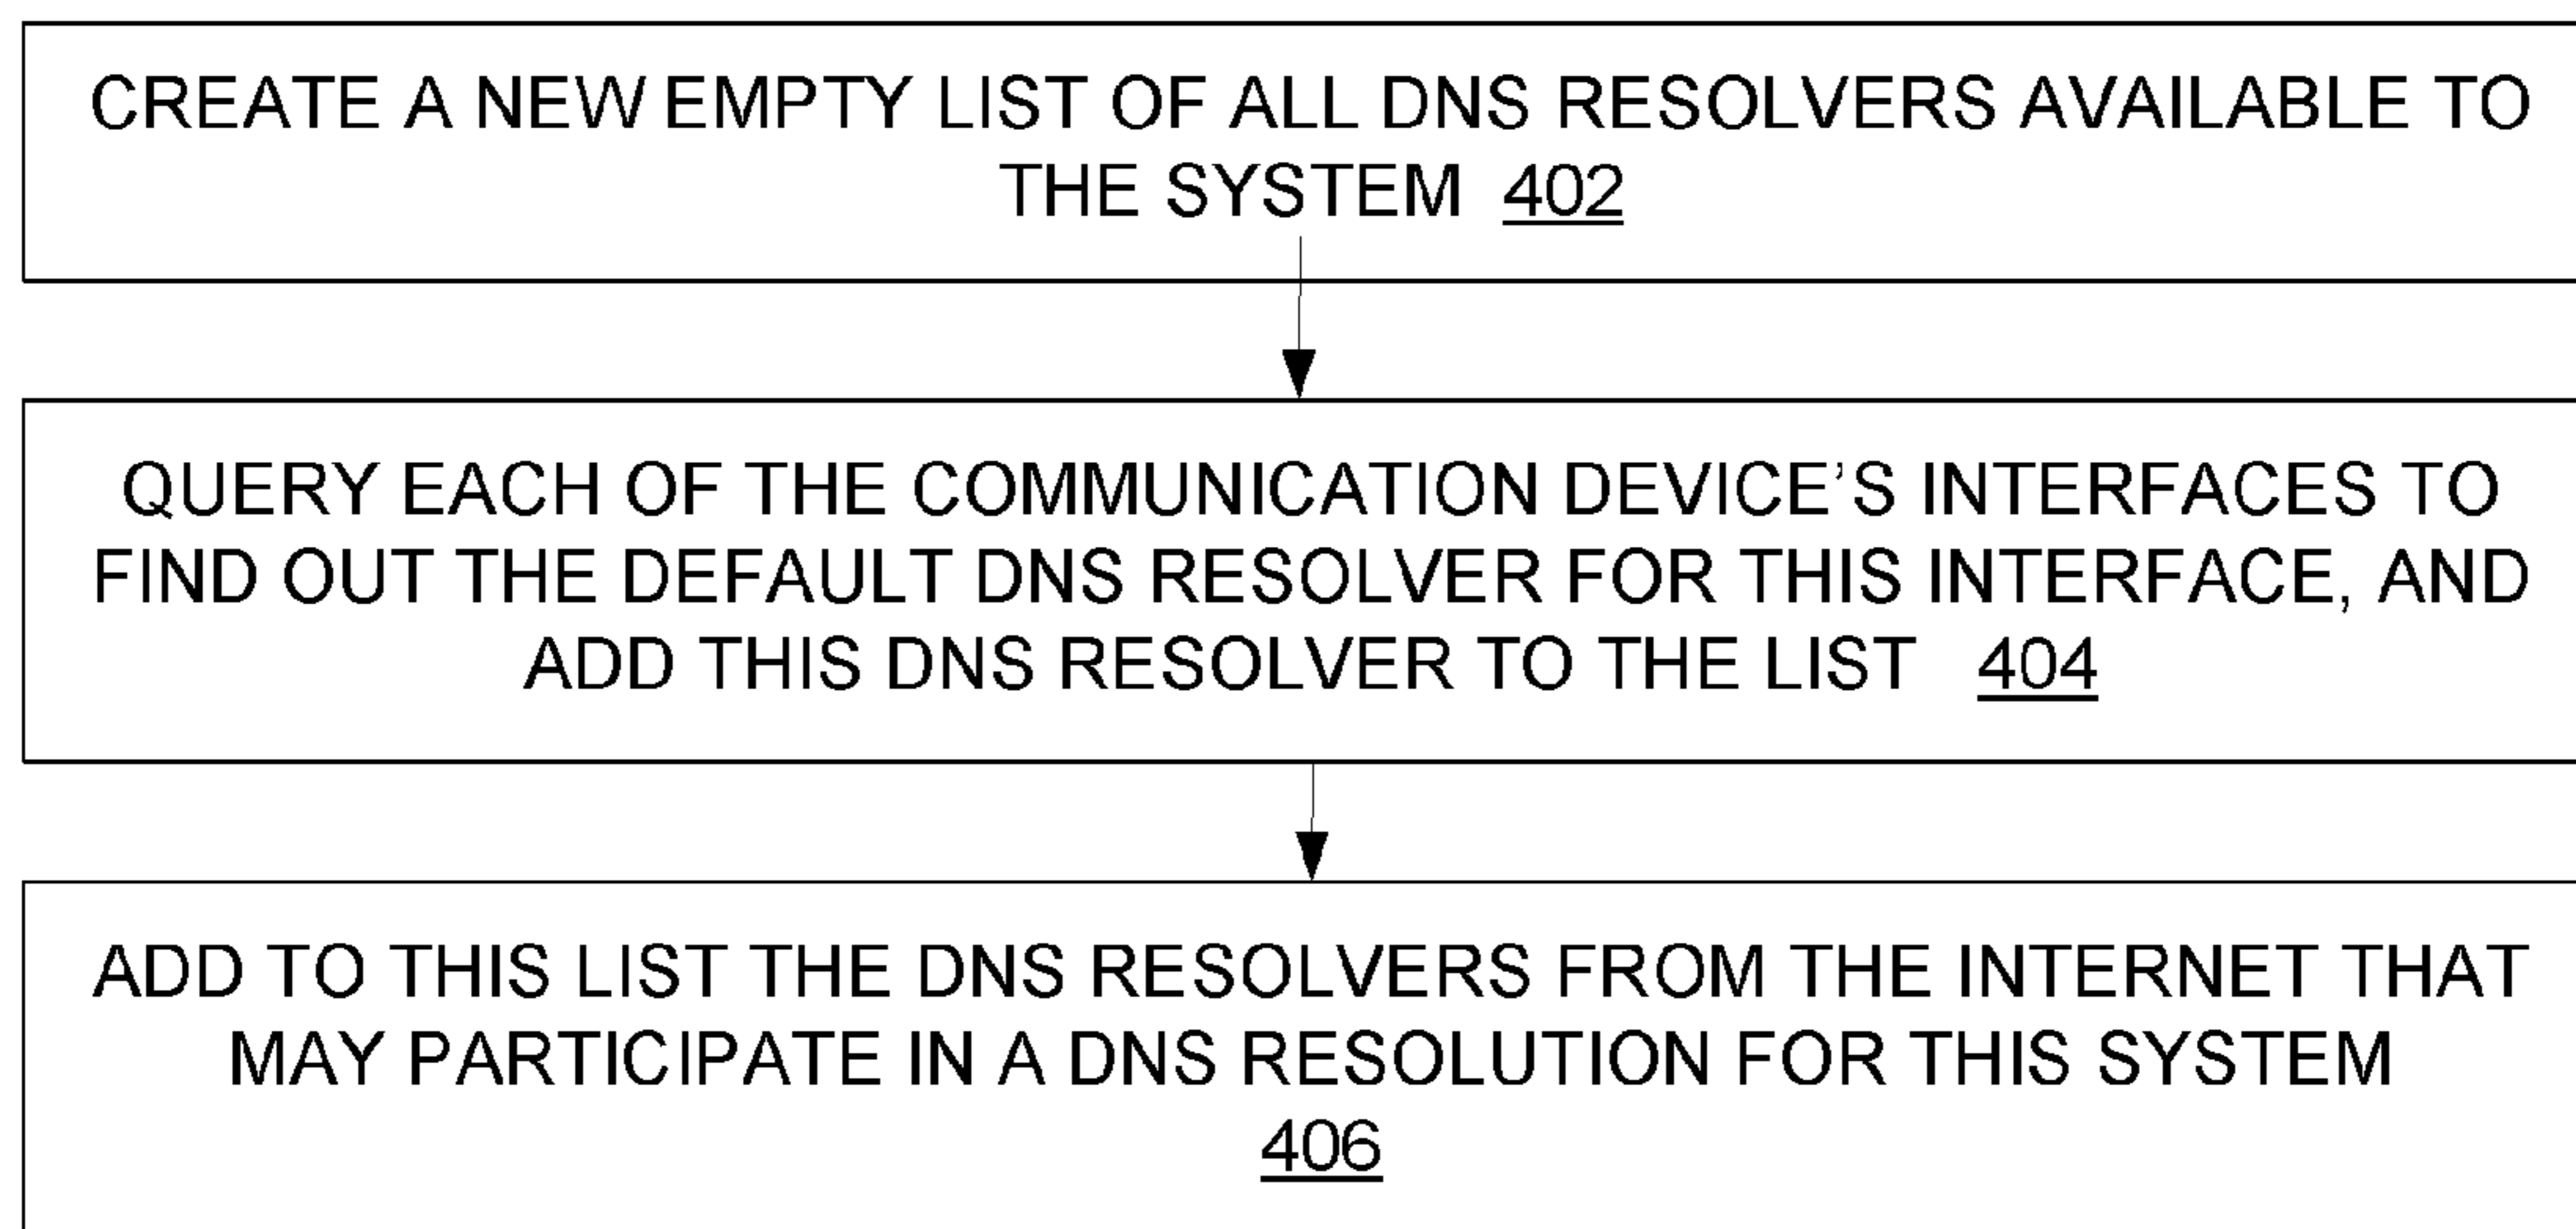 CREATE A NEW EMPTY LIST OF ALL DNS RESOLVERS AVAILABLE TO
THE SYSTEM 402
QUERY EACH OF THE COMMUNICATION DEVICE’S INTERFACES TO
FIND OUT THE DEFAULT DNS RESOLVER FOR THIS INTERFACE, AND
ADD THIS DNS RESOLVER TO THE LIST 404
ADD TO THIS LIST THE DNS RESOLVERS FROM THE INTERNET THAT
MAY PARTICIPATE IN A DNS RESOLUTION FOR THIS SYSTEM
406